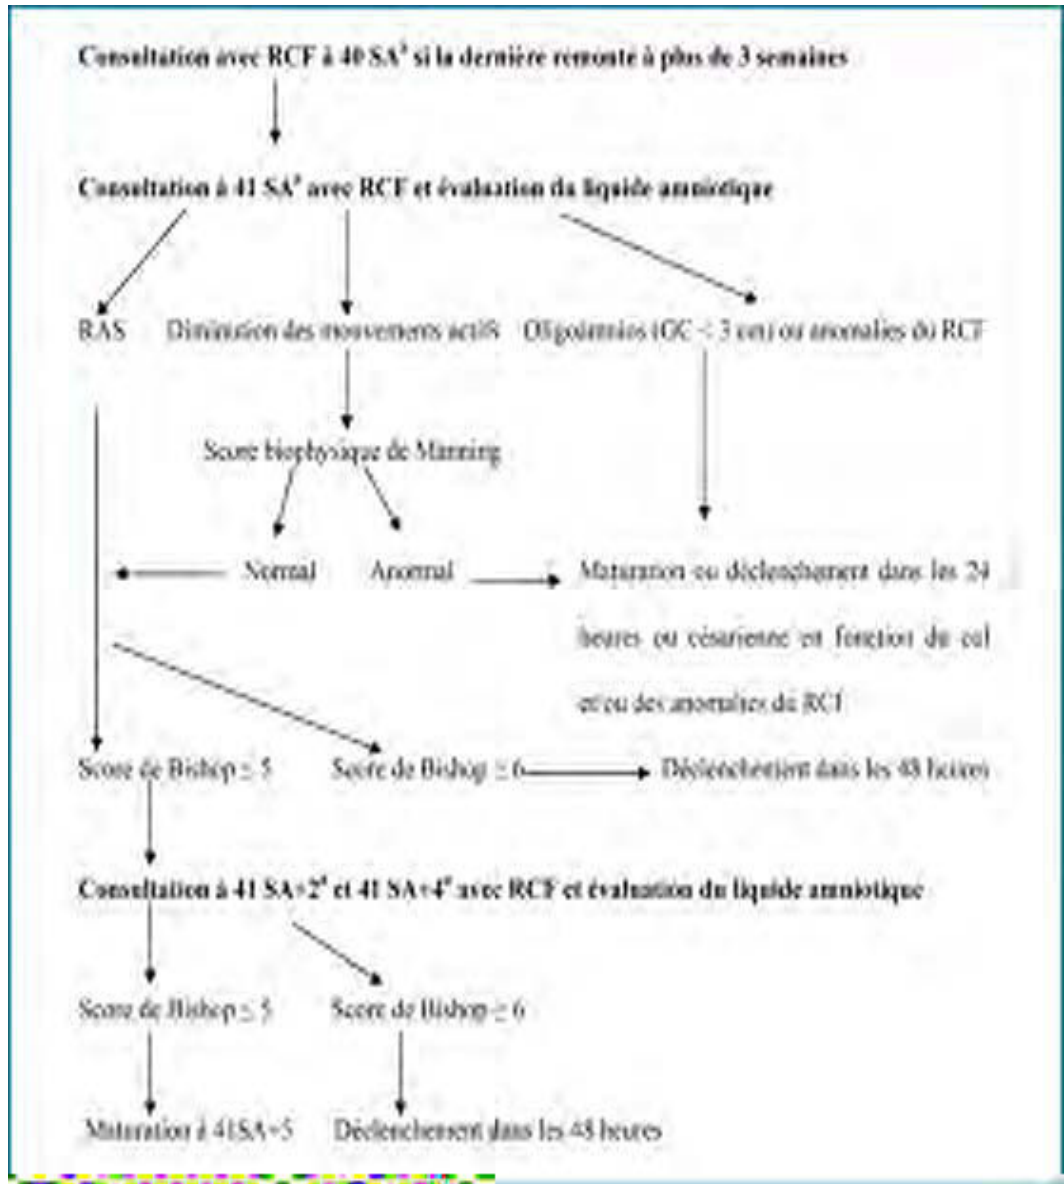 Consultation avec RCF à 40 SA# si la dernière remonte à plus de 3 semaines
Consultation à 41 SA# avec RCF et évaluation du liquide amniotique
RAS Diminution des mouvements actifs Oligoamnios (GC < 3 cm) ou anomalies du RCF
Score biophysique de Manning
Normal Anormal Maturation ou déclenchement dans les 24
heures ou césarienne en fonction du col
et/ou des anomalies du RCF
Score de Bishop ≤ 5 Score de Bishop ≥ 6 Déclenchement dans les 48 heures
Consultation à 41 SA+2# et 41 SA+4# avec RCF et évaluation du liquide amniotique
Score de Bishop ≤ 5 Score de Bishop ≥ 6
Maturation à 41SA+5 Déclenchement dans les 48 heures